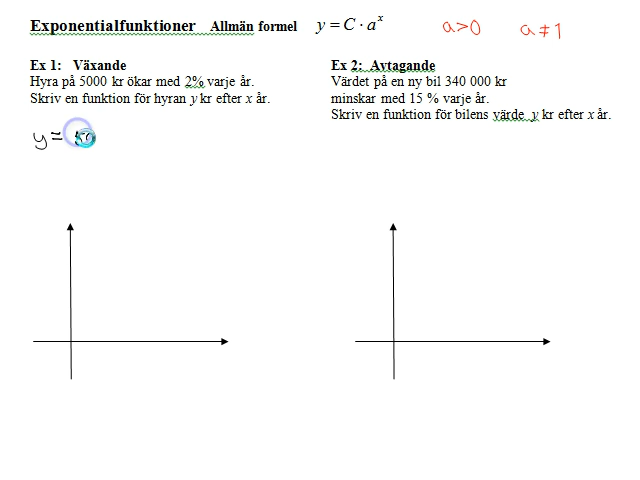 Exponentialfunktioner Allmän formel y = C · aˣ a>0 a≠1
Ex 1: Växande
Hyra på 5000 kr ökar med 2% varje år.
Skriv en funktion för hyran y kr efter x år.
y = 50
Ex 2: Avtagande
Värdet på en ny bil 340 000 kr
minskar med 15 % varje år.
Skriv en funktion för bilens värde y kr efter x år.